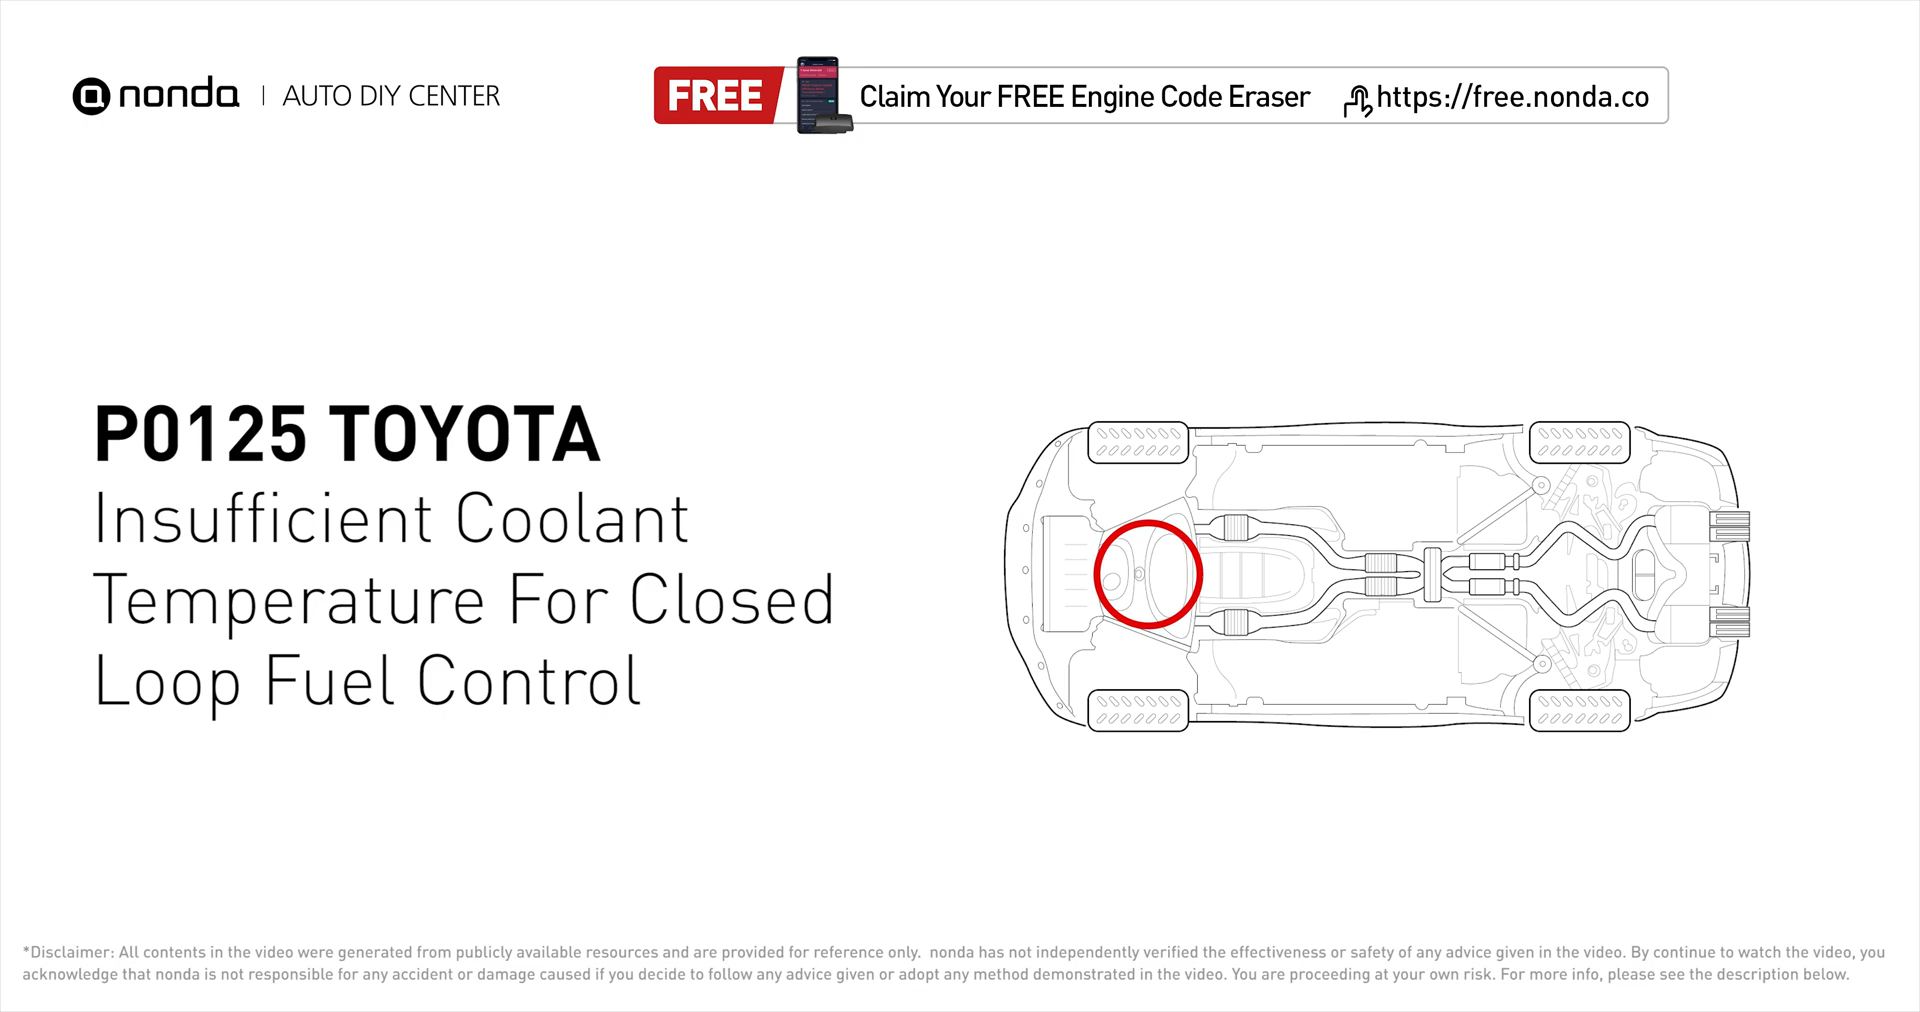 nonda | AUTO DIY CENTER
FREE Claim Your FREE Engine Code Eraser https://free.nonda.co
P0125 TOYOTA
Insufficient Coolant
Temperature For Closed
Loop Fuel Control
*Disclaimer: All contents in the video were generated from publicly available resources and are provided for reference only. nonda has not independently verified the effectiveness or safety of any advice given in the video. By continue to watch the video, you
acknowledge that nonda is not responsible for any accident or damage caused if you decide to follow any advice given or adopt any method demonstrated in the video. You are proceeding at your own risk. For more info, please see the description below.